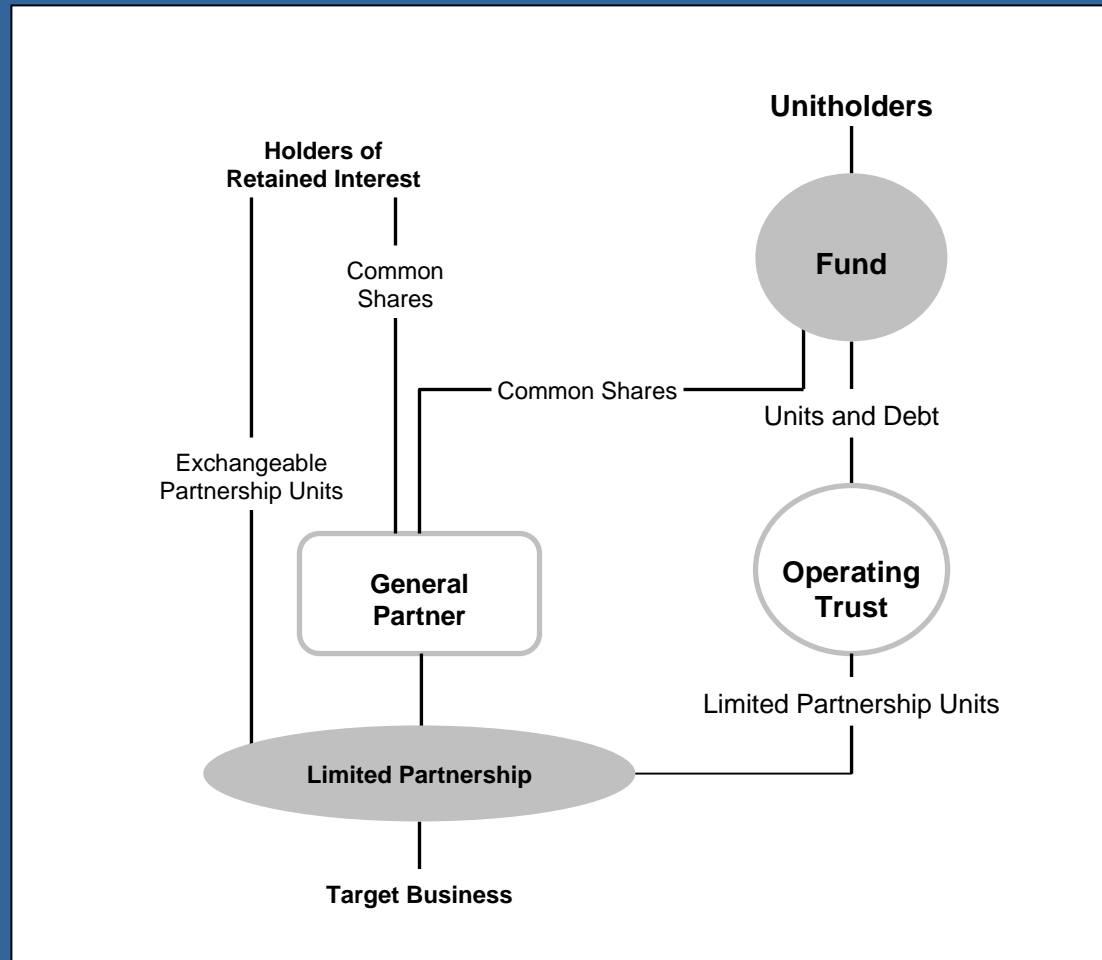 Unitholders
Holders of
Retained Interest
Fund
Common
Shares
Common Shares
Units and Debt
Exchangeable
Partnership Units
General
Partner
Operating
Trust
Limited Partnership Units
Limited Partnership
Target Business